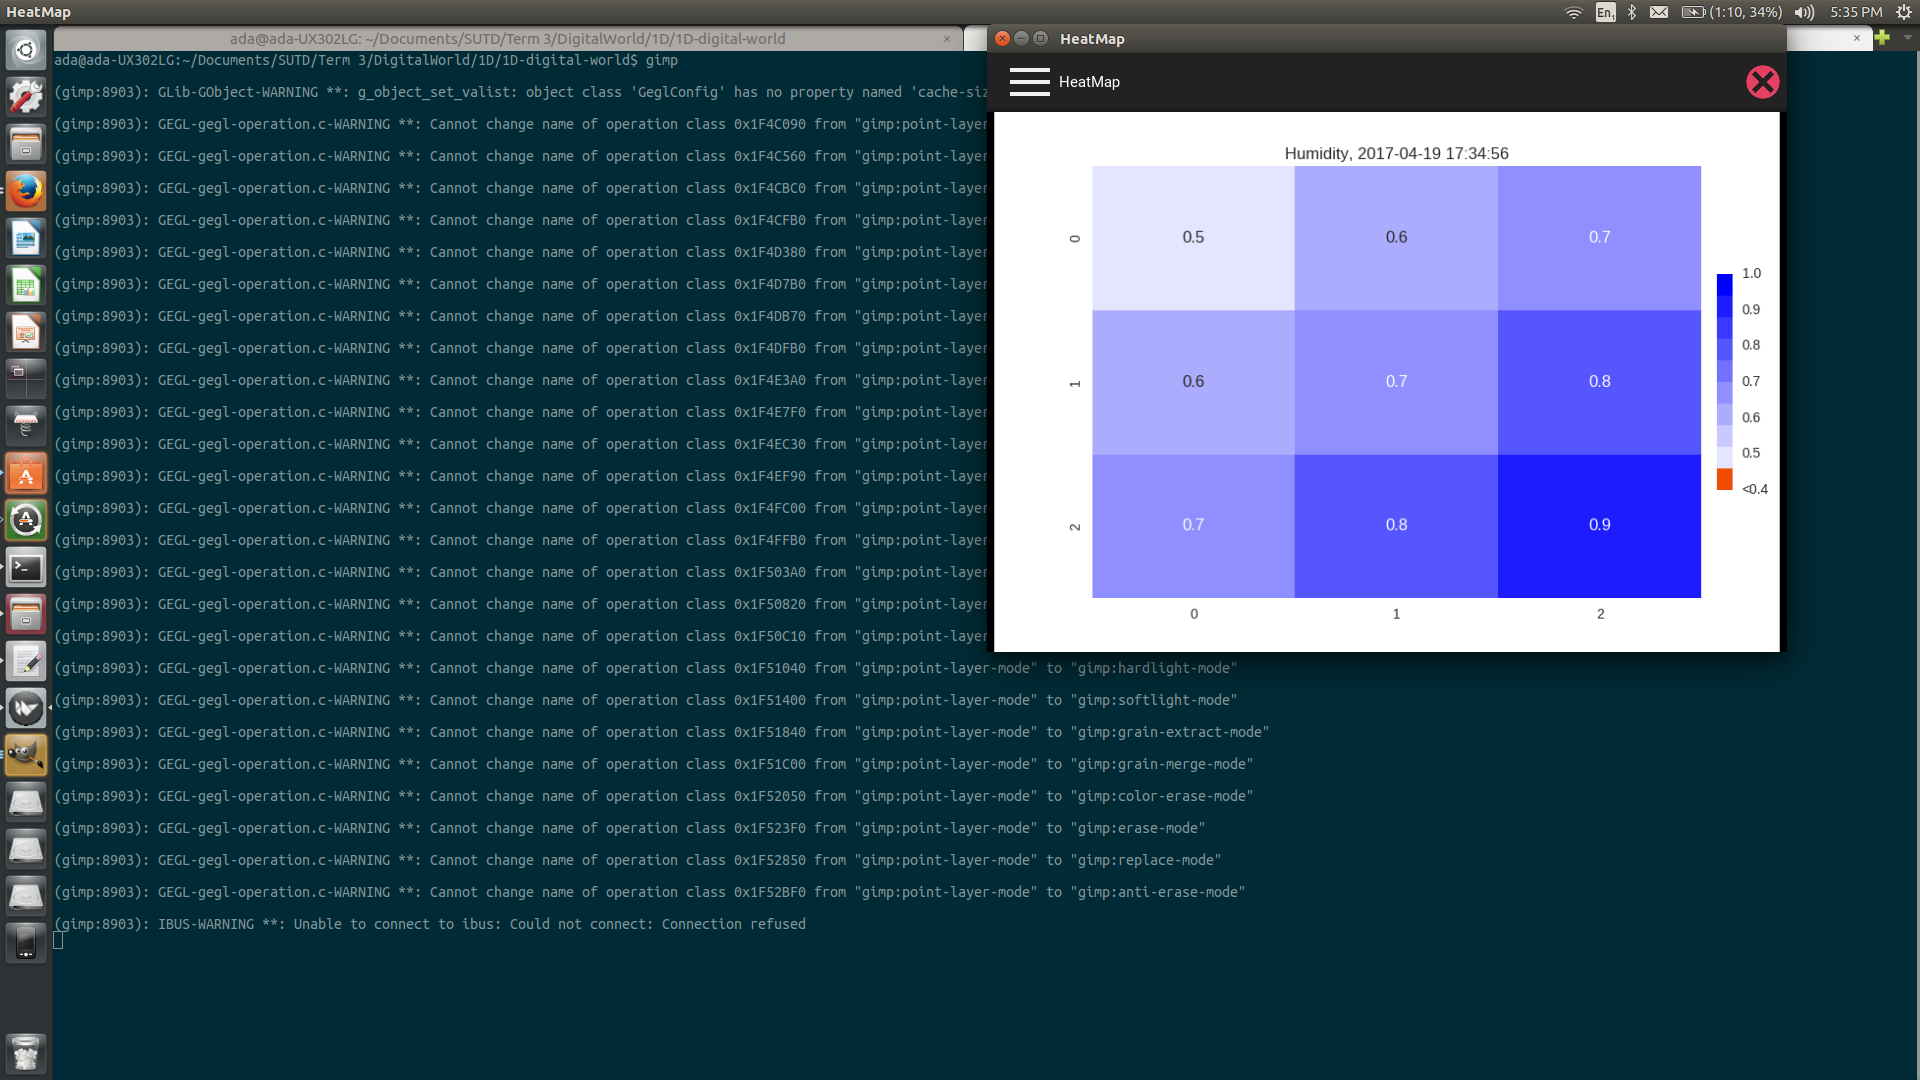 HeatMap
En1 (1:10, 34%) 5:35 PM
ada@ada-UX302LG: ~/Documents/SUTD/Term 3/DigitalWorld/1D/1D-digital-world
ada@ada-UX302LG:~/Documents/SUTD/Term 3/DigitalWorld/1D/1D-digital-world$ gimp
(gimp:8903): GLib-GObject-WARNING **: g_object_set_valist: object class 'GeglConfig' has no property named 'cache-siz
(gimp:8903): GEGL-gegl-operation.c-WARNING **: Cannot change name of operation class 0x1F4C090 from "gimp:point-layer
(gimp:8903): GEGL-gegl-operation.c-WARNING **: Cannot change name of operation class 0x1F4C560 from "gimp:point-layer
(gimp:8903): GEGL-gegl-operation.c-WARNING **: Cannot change name of operation class 0x1F4CBC0 from "gimp:point-layer
(gimp:8903): GEGL-gegl-operation.c-WARNING **: Cannot change name of operation class 0x1F4CFB0 from "gimp:point-layer
(gimp:8903): GEGL-gegl-operation.c-WARNING **: Cannot change name of operation class 0x1F4D380 from "gimp:point-layer
(gimp:8903): GEGL-gegl-operation.c-WARNING **: Cannot change name of operation class 0x1F4D7B0 from "gimp:point-layer
(gimp:8903): GEGL-gegl-operation.c-WARNING **: Cannot change name of operation class 0x1F4DB70 from "gimp:point-layer
(gimp:8903): GEGL-gegl-operation.c-WARNING **: Cannot change name of operation class 0x1F4DFB0 from "gimp:point-layer
(gimp:8903): GEGL-gegl-operation.c-WARNING **: Cannot change name of operation class 0x1F4E3A0 from "gimp:point-layer
(gimp:8903): GEGL-gegl-operation.c-WARNING **: Cannot change name of operation class 0x1F4E7F0 from "gimp:point-layer
(gimp:8903): GEGL-gegl-operation.c-WARNING **: Cannot change name of operation class 0x1F4EC30 from "gimp:point-layer
(gimp:8903): GEGL-gegl-operation.c-WARNING **: Cannot change name of operation class 0x1F4EF90 from "gimp:point-layer
(gimp:8903): GEGL-gegl-operation.c-WARNING **: Cannot change name of operation class 0x1F4FC00 from "gimp:point-layer
(gimp:8903): GEGL-gegl-operation.c-WARNING **: Cannot change name of operation class 0x1F4FFB0 from "gimp:point-layer
(gimp:8903): GEGL-gegl-operation.c-WARNING **: Cannot change name of operation class 0x1F503A0 from "gimp:point-layer
(gimp:8903): GEGL-gegl-operation.c-WARNING **: Cannot change name of operation class 0x1F50820 from "gimp:point-layer
(gimp:8903): GEGL-gegl-operation.c-WARNING **: Cannot change name of operation class 0x1F50C10 from "gimp:point-layer
(gimp:8903): GEGL-gegl-operation.c-WARNING **: Cannot change name of operation class 0x1F51040 from "gimp:point-layer-mode" to "gimp:hardlight-mode"
(gimp:8903): GEGL-gegl-operation.c-WARNING **: Cannot change name of operation class 0x1F51400 from "gimp:point-layer-mode" to "gimp:softlight-mode"
(gimp:8903): GEGL-gegl-operation.c-WARNING **: Cannot change name of operation class 0x1F51840 from "gimp:point-layer-mode" to "gimp:grain-extract-mode"
(gimp:8903): GEGL-gegl-operation.c-WARNING **: Cannot change name of operation class 0x1F51C00 from "gimp:point-layer-mode" to "gimp:grain-merge-mode"
(gimp:8903): GEGL-gegl-operation.c-WARNING **: Cannot change name of operation class 0x1F52050 from "gimp:point-layer-mode" to "gimp:color-erase-mode"
(gimp:8903): GEGL-gegl-operation.c-WARNING **: Cannot change name of operation class 0x1F523F0 from "gimp:point-layer-mode" to "gimp:erase-mode"
(gimp:8903): GEGL-gegl-operation.c-WARNING **: Cannot change name of operation class 0x1F52850 from "gimp:point-layer-mode" to "gimp:replace-mode"
(gimp:8903): GEGL-gegl-operation.c-WARNING **: Cannot change name of operation class 0x1F52BF0 from "gimp:point-layer-mode" to "gimp:anti-erase-mode"
(gimp:8903): IBUS-WARNING **: Unable to connect to ibus: Could not connect: Connection refused
HeatMap
HeatMap
Humidity, 2017-04-19 17:34:56
0 0.5 0.6 0.7
1 0.6 0.7 0.8
2 0.7 0.8 0.9
0 1 2
1.0
0.9
0.8
0.7
0.6
0.5
<0.4